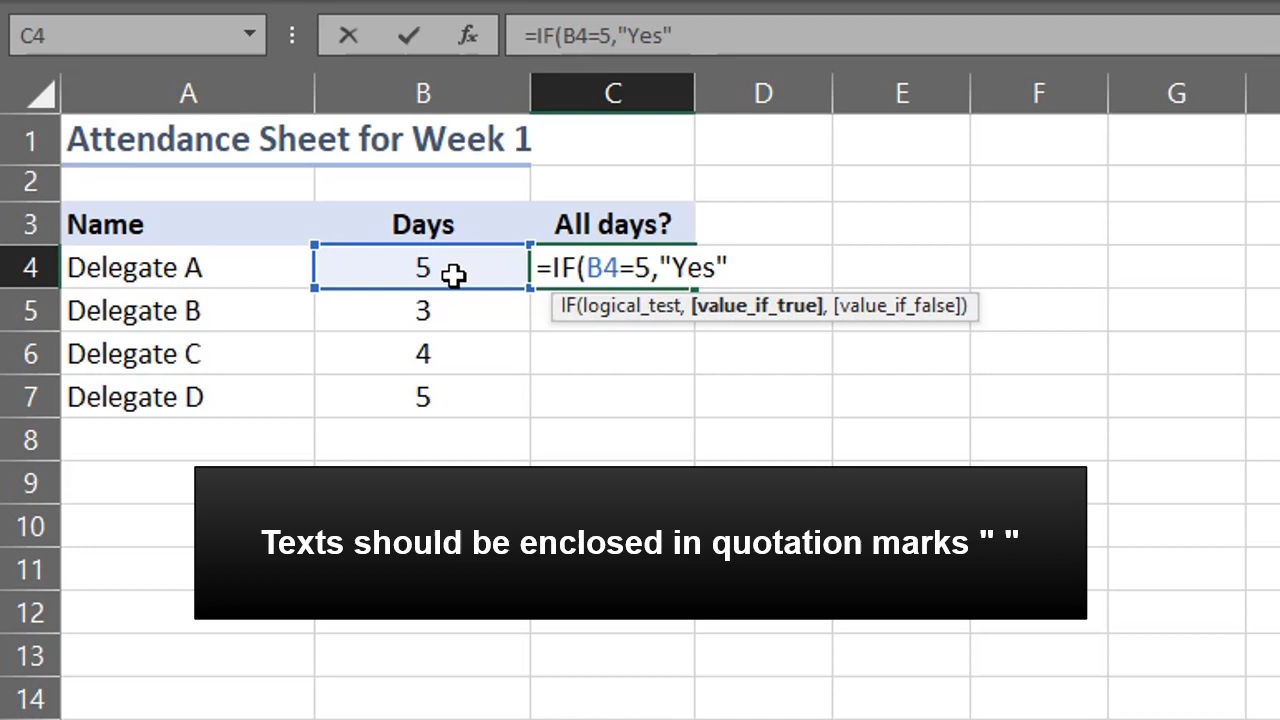 C4 fx =IF(B4=5,"Yes"
A B C D E F G
1 Attendance Sheet for Week 1
2
3 Name Days All days?
4 Delegate A 5 =IF(B4=5,"Yes"
IF(logical_test, [value_if_true], [value_if_false])
5 Delegate B 3
6 Delegate C 4
7 Delegate D 5
8
9
10
Texts should be enclosed in quotation marks " "
11
12
13
14